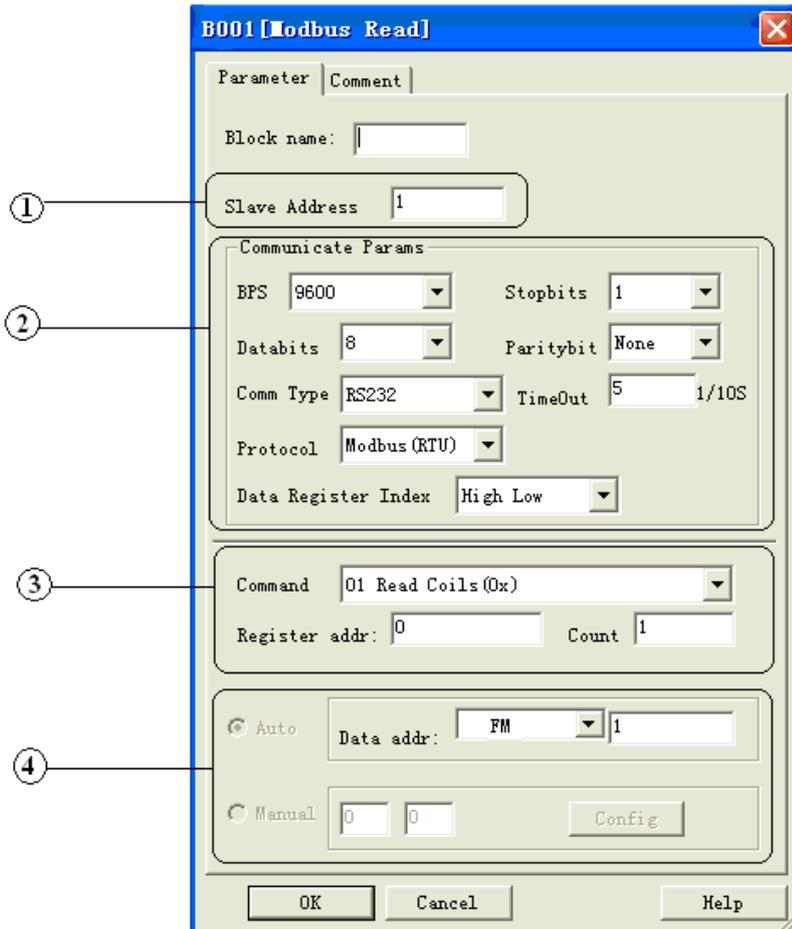 B001[Modbus Read]
Parameter Comment
Block name:
① Slave Address 1
Communicate Params
② BPS 9600 Stopbits 1
Databits 8 Paritybit None
Comm Type RS232 TimeOut 5 1/10S
Protocol Modbus(RTU)
Data Register Index High Low
③ Command 01 Read Coils(0x)
Register addr: 0 Count 1
Auto Data addr: FM 1
④ Manual 0 0 Config
OK Cancel Help